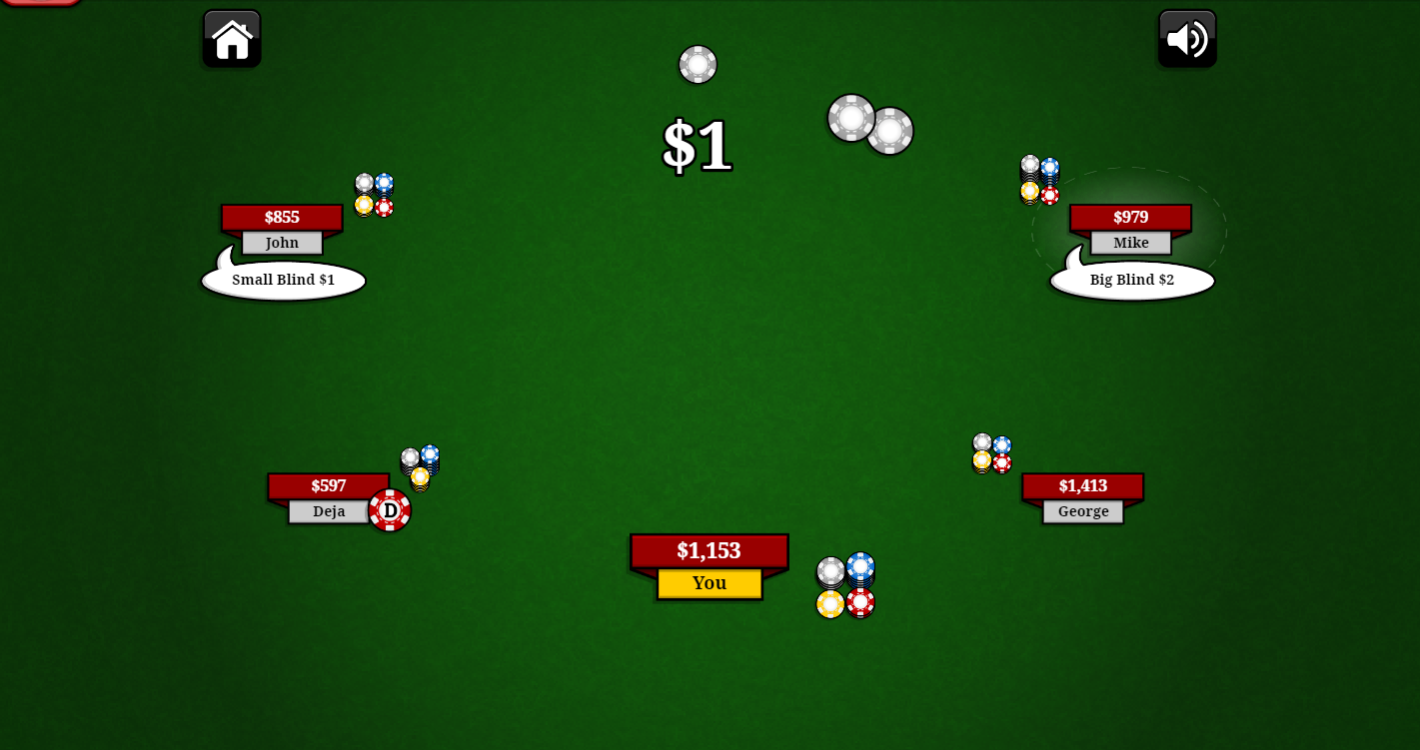 $1
$855
John
Small Blind $1
$979
Mike
Big Blind $2
$597
Deja
D
$1,413
George
$1,153
You